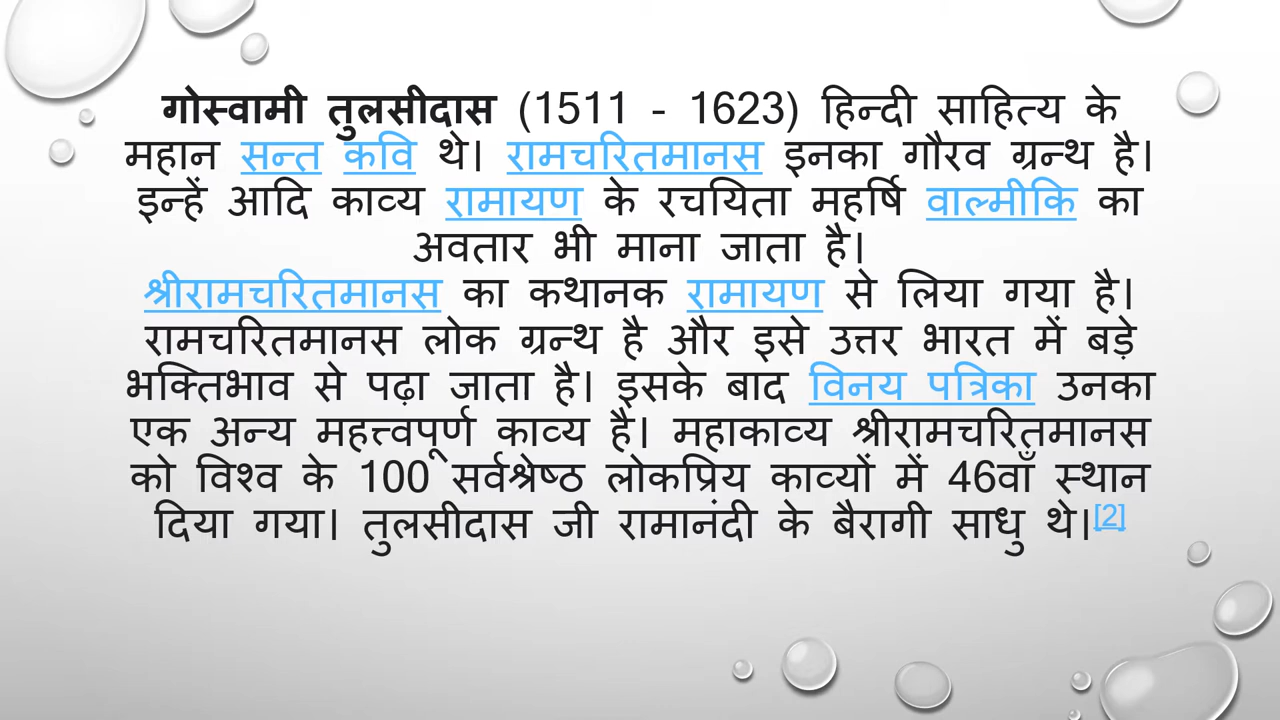 गोस्वामी तुलसीदास (1511 - 1623) हिन्दी साहित्य के
महान सन्त कवि थे। रामचरितमानस इनका गौरव ग्रन्थ है।
इन्हें आदि काव्य रामायण के रचयिता महर्षि वाल्मीकि का
अवतार भी माना जाता है।
श्रीरामचरितमानस का कथानक रामायण से लिया गया है।
रामचरितमानस लोक ग्रन्थ है और इसे उत्तर भारत में बड़े
भक्तिभाव से पढ़ा जाता है। इसके बाद विनय पत्रिका उनका
एक अन्य महत्त्वपूर्ण काव्य है। महाकाव्य श्रीरामचरितमानस
को विश्व के 100 सर्वश्रेष्ठ लोकप्रिय काव्यों में 46वाँ स्थान
दिया गया। तुलसीदास जी रामानंदी के बैरागी साधु थे।[2]